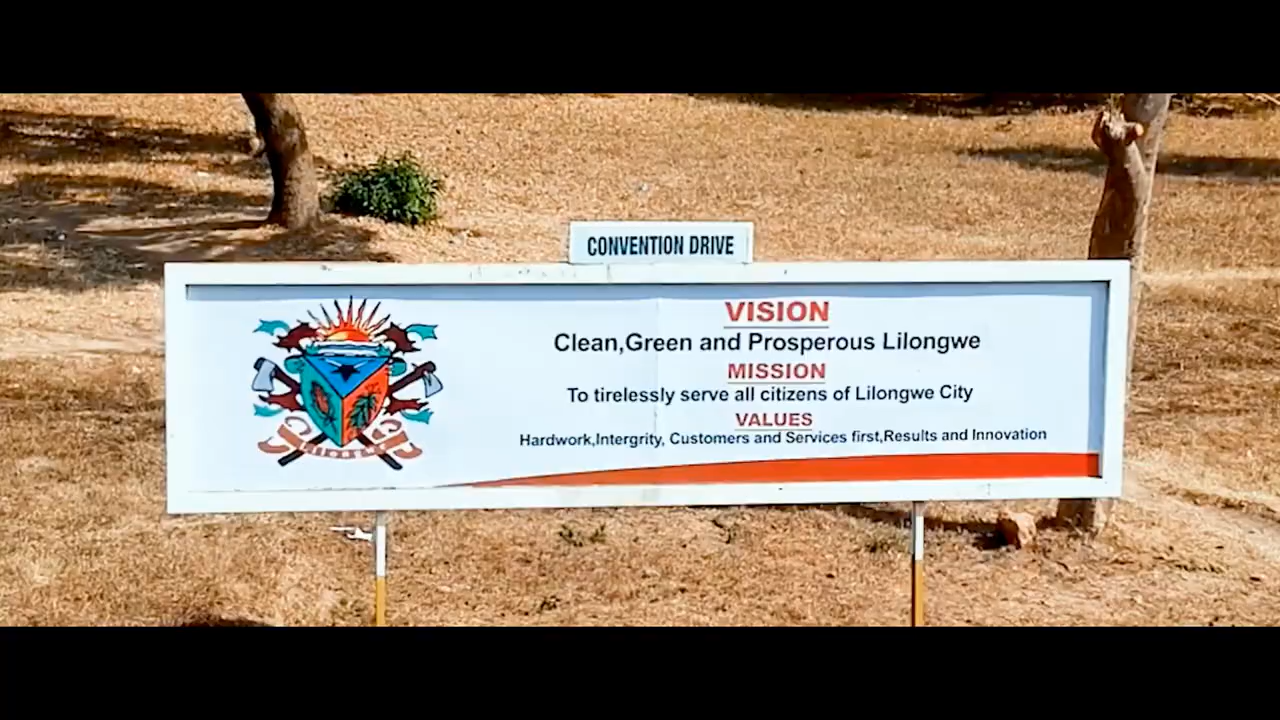 CONVENTION DRIVE
VISION
Clean,Green and Prosperous Lilongwe
MISSION
To tirelessly serve all citizens of Lilongwe City
VALUES
Hardwork,Intergrity, Customers and Services first,Results and Innovation